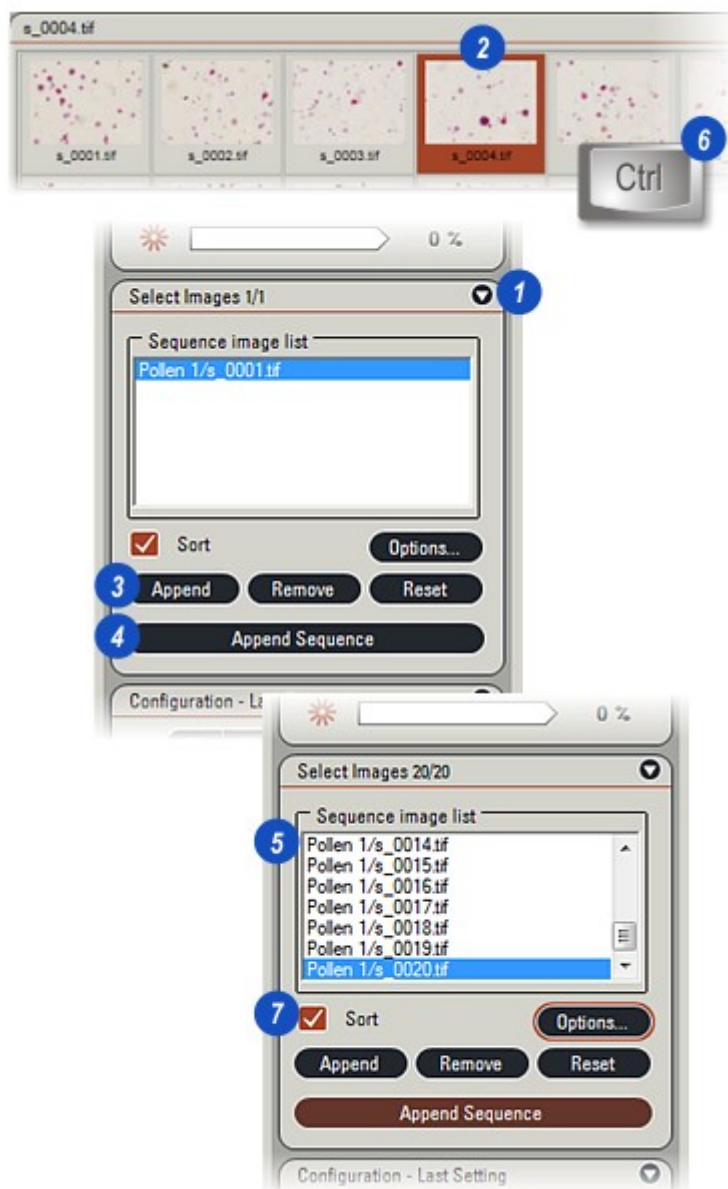 s_0004.tif
2
s_0001.tif
s_0002.tif
s_0003.tif
s_0004.tif
6
Ctrl
0 %
Select Images 1/1
1
Sequence image list
Pollen 1/s_0001.tif
Sort
Options...
3
Append
Remove
Reset
4
Append Sequence
Configuration - La
0 %
Select Images 20/20
Sequence image list
5
Pollen 1/s_0014.tif
Pollen 1/s_0015.tif
Pollen 1/s_0016.tif
Pollen 1/s_0017.tif
Pollen 1/s_0018.tif
Pollen 1/s_0019.tif
Pollen 1/s_0020.tif
7
Sort
Options...
Append
Remove
Reset
Append Sequence
Configuration - Last Setting